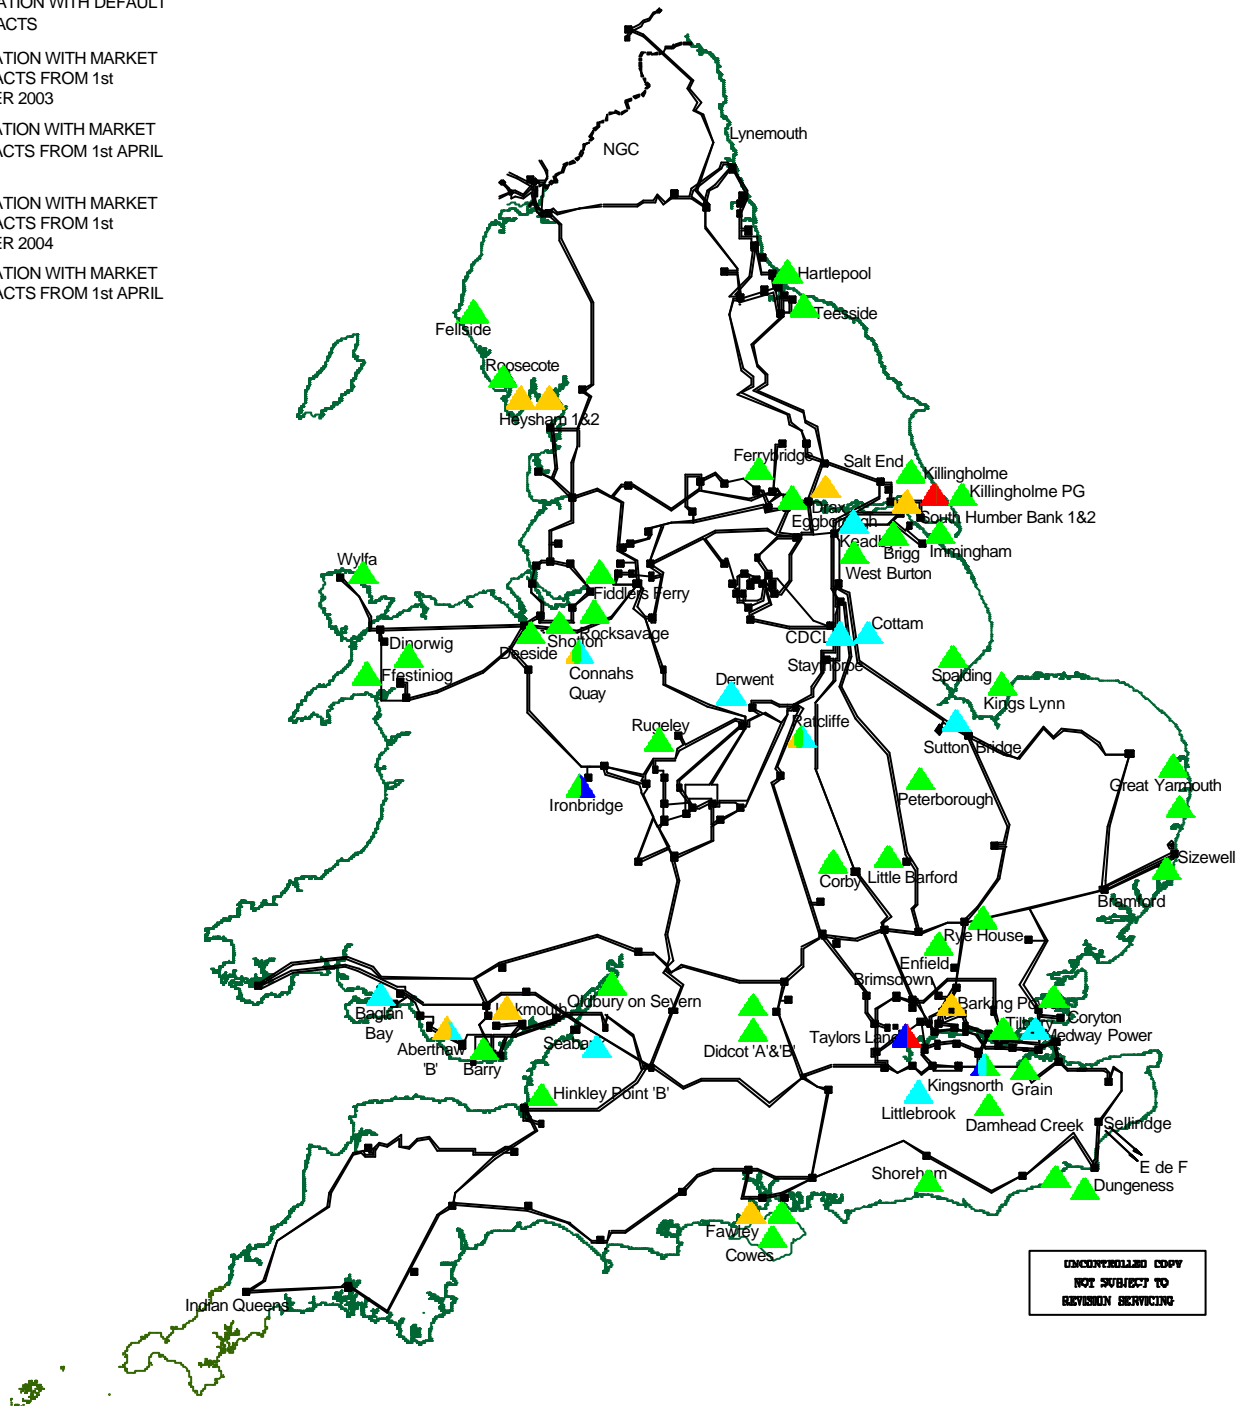 ATION WITH DEFAULT
ACTS
ATION WITH MARKET
ACTS FROM 1st
ER 2003
ATION WITH MARKET
ACTS FROM 1st APRIL
ATION WITH MARKET
ACTS FROM 1st
ER 2004
ATION WITH MARKET
ACTS FROM 1st APRIL
NGC
Lynemouth
Hartlepool
Teesside
Fellside
Roosecote
Heysham 1&2
Ferrybridge
Salt End
Killingholme
Killingholme PG
Drax
South Humber Bank 1&2
Eggborough
Brigg
Immingham
West Burton
Wylfa
Fiddlers Ferry
Rocksavage
Shotton
Deeside
Connahs
Quay
Dinorwig
Ffestiniog
CDCL
Cottam
Staythorpe
Derwent
Spalding
Kings Lynn
Rugeley
Ratcliffe
Sutton Bridge
Ironbridge
Peterborough
Great Yarmouth
Corby
Little Barford
Sizewell
Bramford
Rye House
Enfield
Brimsdown
Oldbury on Severn
Baglan
Bay
Aberthaw
'B'
Barry
Didcot 'A'&'B'
Taylors Lane
Coryton
Tilbury
Medway Power
Kingsnorth
Grain
Littlebrook
Damhead Creek
Hinkley Point 'B'
Sellindge
E de F
Shoreham
Dungeness
Fawley
Cowes
Indian Queens
UNCONTROLLED COPY
NOT SUBJECT TO
REVISION SERVICING